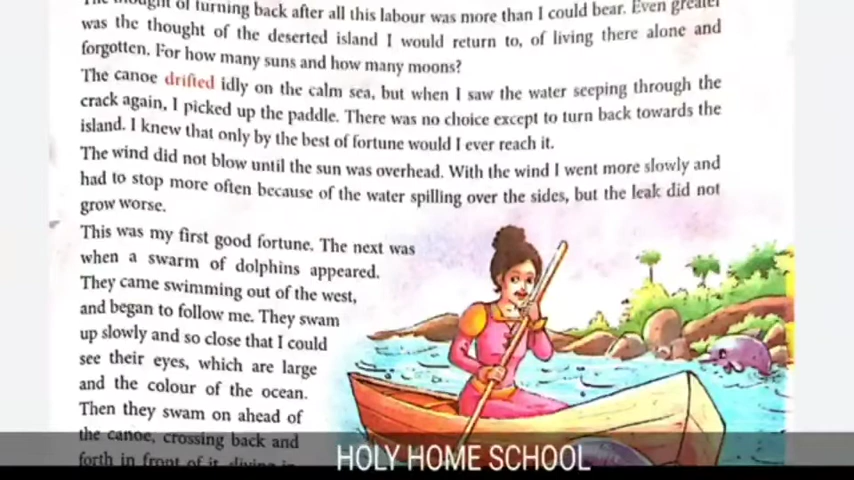 The thought of turning back after all this labour was more than I could bear. Even greater
was the thought of the deserted island I would return to, of living there alone and
forgotten. For how many suns and how many moons?
The canoe drifted idly on the calm sea, but when I saw the water seeping through the
crack again, I picked up the paddle. There was no choice except to turn back towards the
island. I knew that only by the best of fortune would I ever reach it.
The wind did not blow until the sun was overhead. With the wind I went more slowly and
had to stop more often because of the water spilling over the sides, but the leak did not
grow worse.
This was my first good fortune. The next was
when a swarm of dolphins appeared.
They came swimming out of the west,
and began to follow me. They swam
up slowly and so close that I could
see their eyes, which are large
and the colour of the ocean.
Then they swam on ahead of
the canoe, crossing back and
forth in front of it, diving in
HOLY HOME SCHOOL